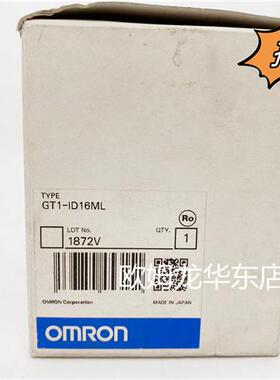 TYPE
GT1-ID16ML
Ro
LOT No.
QTY.
1872V
1
OMRON Corporation
MADE IN JAPAN
欧姆龙华东店
OMRON